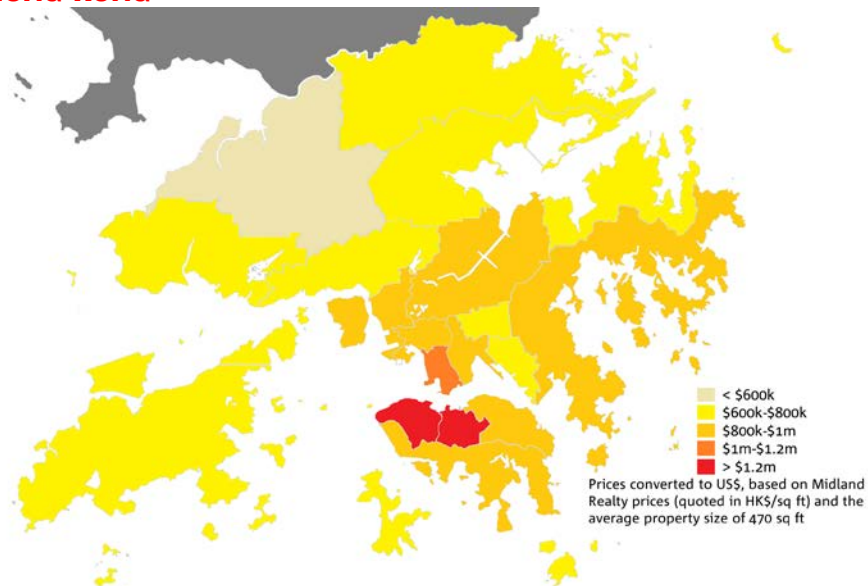 < $600k
$600k-$800k
$800k-$1m
$1m-$1.2m
> $1.2m
Prices converted to US$, based on Midland
Realty prices (quoted in HK$/sq ft) and the
average property size of 470 sq ft